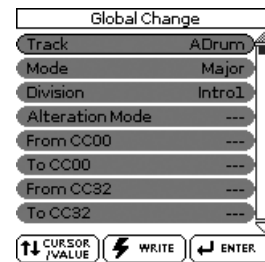 Global Change
Track ADrum
Mode Major
Division Intro1
Alteration Mode ---
From CC00 ---
To CC00 ---
From CC32 ---
To CC32 ---
CURSOR /VALUE WRITE ENTER